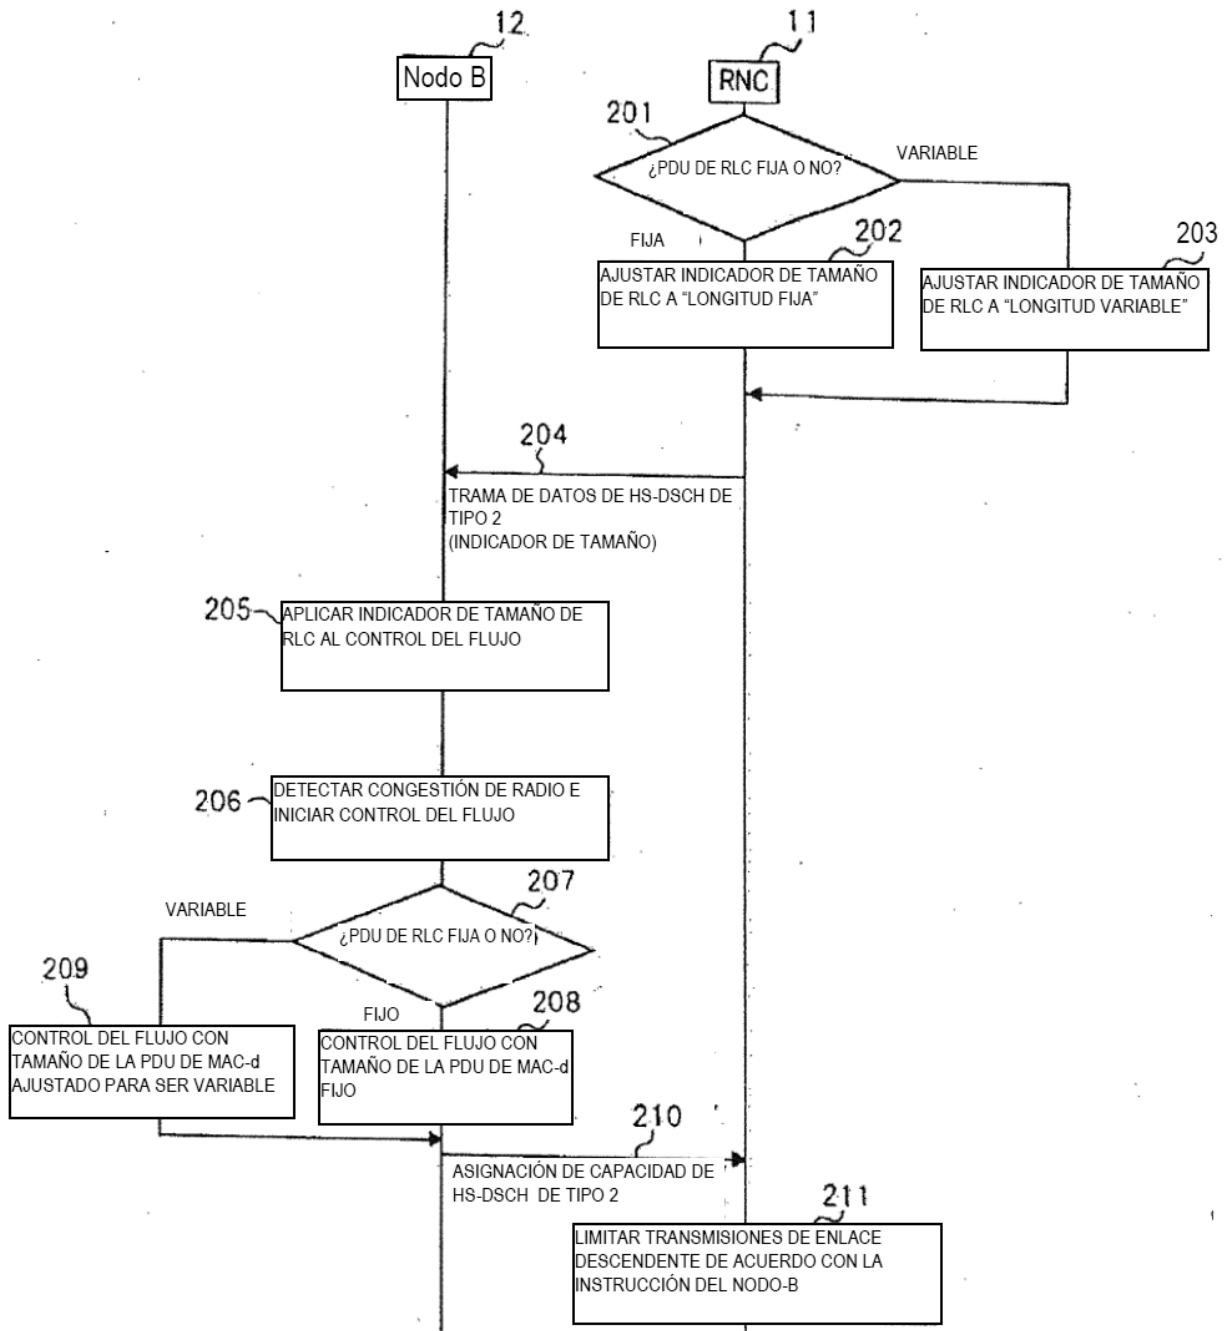 12
11
Nodo B
RNC
201
¿PDU DE RLC FIJA O NO?
VARIABLE
FIJA
202
203
AJUSTAR INDICADOR DE TAMAÑO
DE RLC A “LONGITUD FIJA”
AJUSTAR INDICADOR DE TAMAÑO
DE RLC A “LONGITUD VARIABLE”
204
TRAMA DE DATOS DE HS-DSCH DE
TIPO 2
(INDICADOR DE TAMAÑO)
205
APLICAR INDICADOR DE TAMAÑO DE
RLC AL CONTROL DEL FLUJO
206
DETECTAR CONGESTIÓN DE RADIO E
INICIAR CONTROL DEL FLUJO
207
VARIABLE
¿PDU DE RLC FIJA O NO?
209
FIJO
208
CONTROL DEL FLUJO CON
TAMAÑO DE LA PDU DE MAC-d
AJUSTADO PARA SER VARIABLE
CONTROL DEL FLUJO CON
TAMAÑO DE LA PDU DE MAC-d
FIJO
210
ASIGNACIÓN DE CAPACIDAD DE
HS-DSCH DE TIPO 2
211
LIMITAR TRANSMISIONES DE ENLACE
DESCENDENTE DE ACUERDO CON LA
INSTRUCCIÓN DEL NODO-B